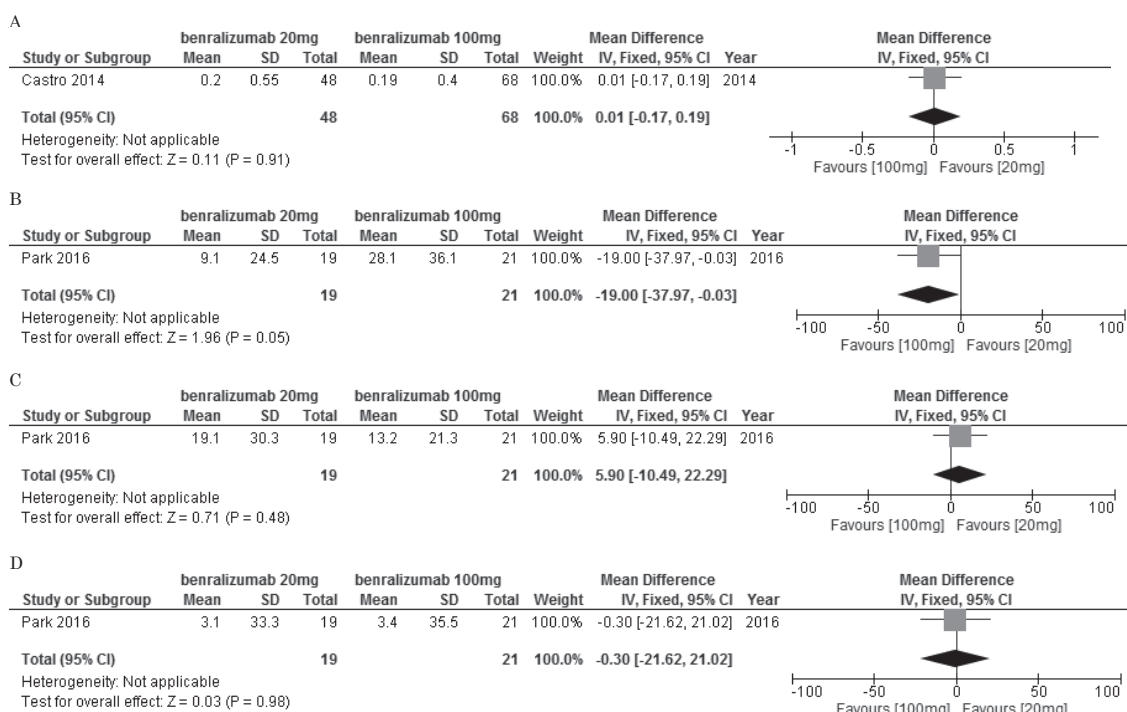 A
benralizumab 20mg benralizumab 100mg Mean Difference Mean Difference
Study or Subgroup Mean SD Total Mean SD Total Weight IV, Fixed, 95% CI Year IV, Fixed, 95% CI
Castro 2014 0.2 0.55 48 0.19 0.4 68 100.0% 0.01 [-0.17, 0.19] 2014
Total (95% CI) 48 68 100.0% 0.01 [-0.17, 0.19]
Heterogeneity: Not applicable
Test for overall effect: Z = 0.11 (P = 0.91)
-1 -0.5 0 0.5 1
Favours [100mg] Favours [20mg]
B
benralizumab 20mg benralizumab 100mg Mean Difference Mean Difference
Study or Subgroup Mean SD Total Mean SD Total Weight IV, Fixed, 95% CI Year IV, Fixed, 95% CI
Park 2016 9.1 24.5 19 28.1 36.1 21 100.0% -19.00 [-37.97, -0.03] 2016
Total (95% CI) 19 21 100.0% -19.00 [-37.97, -0.03]
Heterogeneity: Not applicable
Test for overall effect: Z = 1.96 (P = 0.05)
-100 -50 0 50 100
Favours [100mg] Favours [20mg]
C
benralizumab 20mg benralizumab 100mg Mean Difference Mean Difference
Study or Subgroup Mean SD Total Mean SD Total Weight IV, Fixed, 95% CI Year IV, Fixed, 95% CI
Park 2016 19.1 30.3 19 13.2 21.3 21 100.0% 5.90 [-10.49, 22.29] 2016
Total (95% CI) 19 21 100.0% 5.90 [-10.49, 22.29]
Heterogeneity: Not applicable
Test for overall effect: Z = 0.71 (P = 0.48)
-100 -50 0 50 100
Favours [100mg] Favours [20mg]
D
benralizumab 20mg benralizumab 100mg Mean Difference Mean Difference
Study or Subgroup Mean SD Total Mean SD Total Weight IV, Fixed, 95% CI Year IV, Fixed, 95% CI
Park 2016 3.1 33.3 19 3.4 35.5 21 100.0% -0.30 [-21.62, 21.02] 2016
Total (95% CI) 19 21 100.0% -0.30 [-21.62, 21.02]
Heterogeneity: Not applicable
Test for overall effect: Z = 0.03 (P = 0.98)
-100 -50 0 50 100
Favours [100mg] Favours [20mg]